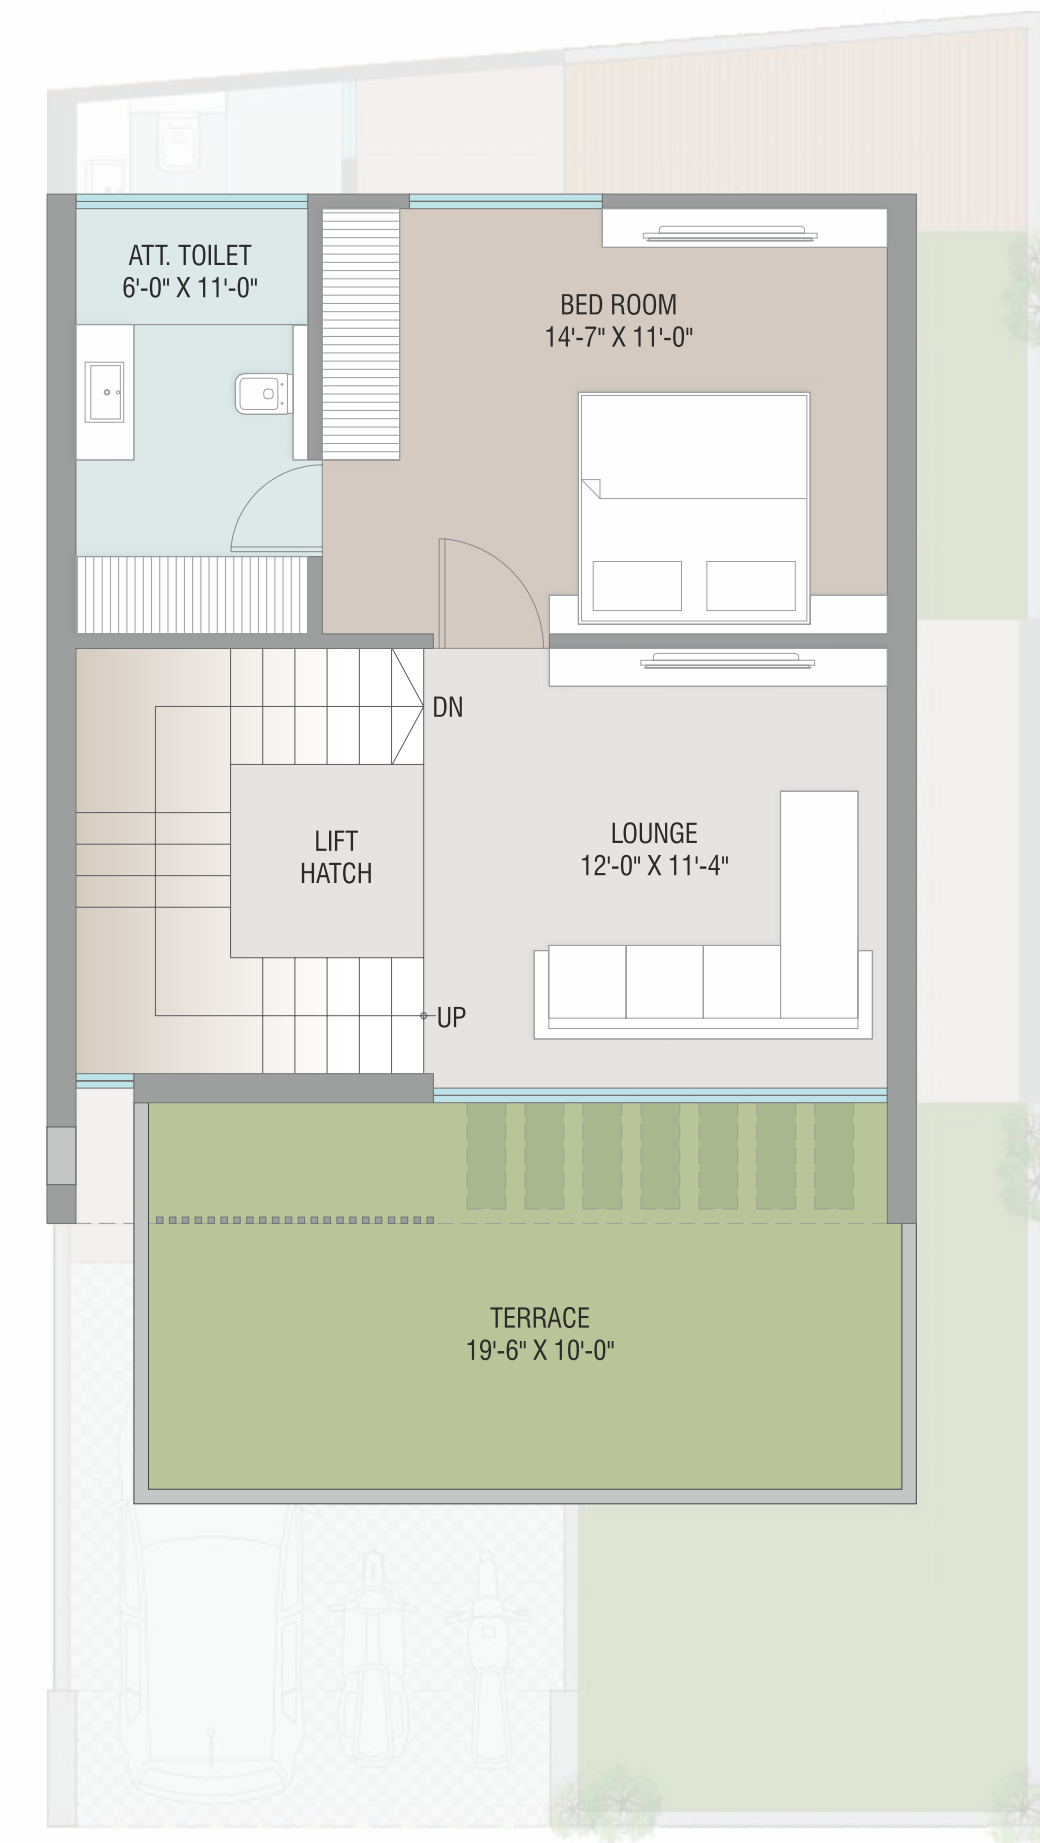 ATT. TOILET
6'-0" X 11'-0"
BED ROOM
14'-7" X 11'-0"
DN
LIFT
HATCH
LOUNGE
12'-0" X 11'-4"
UP
TERRACE
19'-6" X 10'-0"